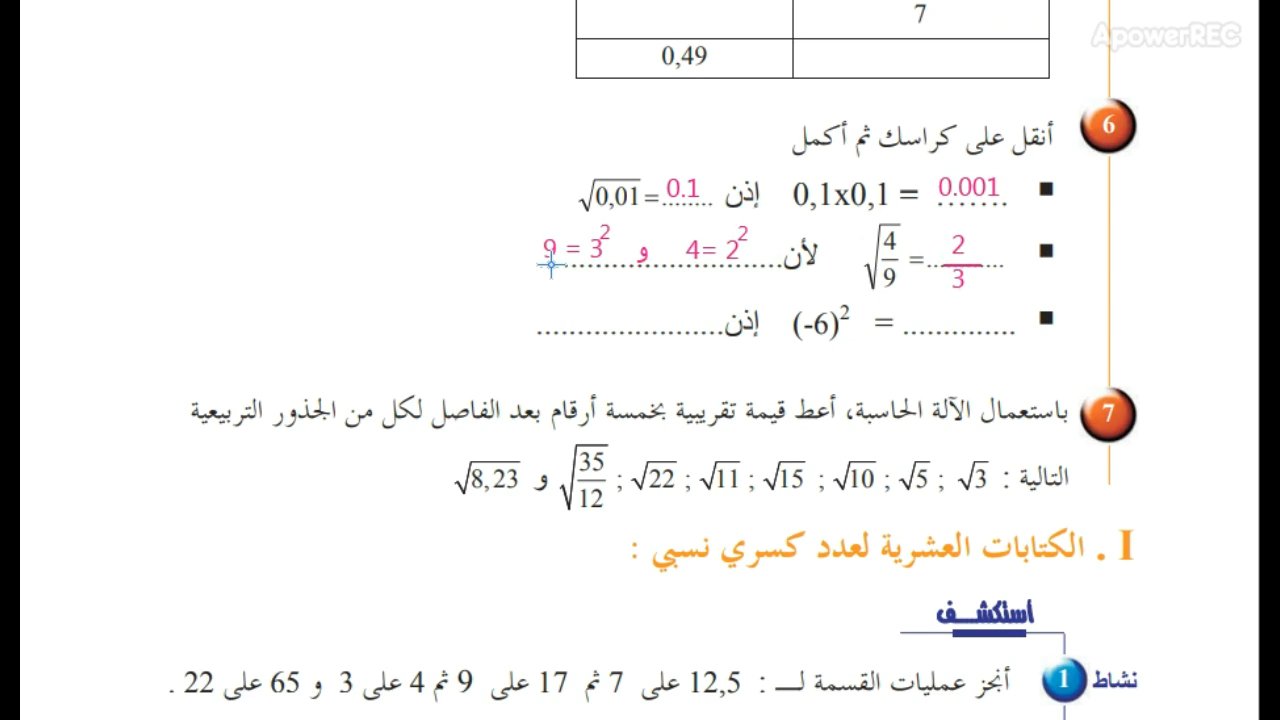 7
0,49
ApowerREC
6 أنقل على كراسك ثم أكمل
▪ 0,1x0,1 = 0.001 إذن √0,01 = 0.1
▪ √(4/9) = 2/3 لأن 4 = 2² و 9 = 3²
▪ (-6)² = .............. إذن .......................
7 باستعمال الآلة الحاسبة، أعط قيمة تقريبية بخمسة أرقام بعد الفاصل لكل من الجذور التربيعية
التالية : √3 ; √5 ; √10 ; √15 ; √11 ; √22 ; √(35/12) و √8,23
I . الكتابات العشرية لعدد كسري نسبي :
أستكشف
نشاط 1 أنجز عمليات القسمة لـ : 12,5 على 7 ثم 17 على 9 ثم 4 على 3 و 65 على 22 .